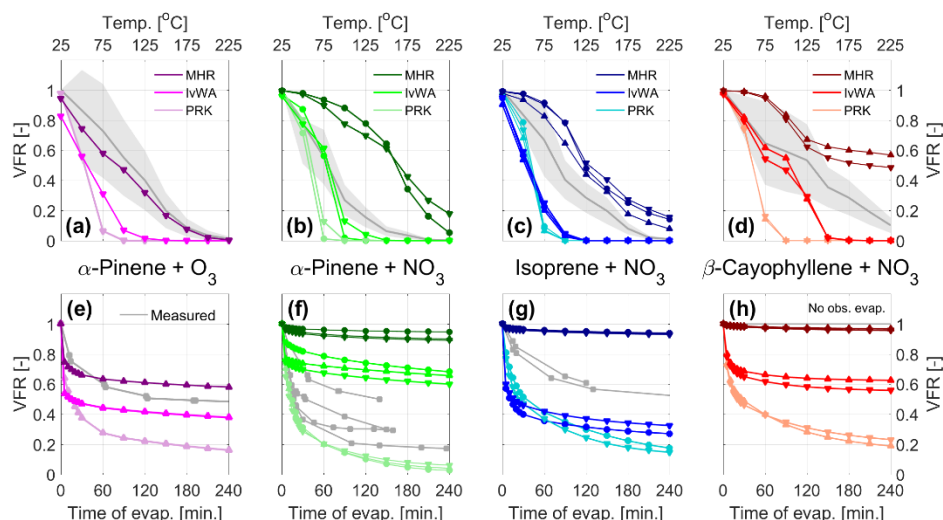 Temp. [°C] Temp. [°C] Temp. [°C] Temp. [°C]
25 75 125 175 225 25 75 125 175 225 25 75 125 175 225 25 75 125 175 225
MHR MHR MHR MHR
IvWA IvWA IvWA IvWA
PRK PRK PRK PRK
1 0.8 0.6 0.4 0.2 0
VFR [-]
1 0.8 0.6 0.4 0.2 0
VFR [-]
(a) (b) (c) (d)
α-Pinene + O3 α-Pinene + NO3 Isoprene + NO3 β-Cayophyllene + NO3
(e) Measured (f) (g) (h) No obs. evap.
1 0.8 0.6 0.4 0.2 0
VFR [-]
1 0.8 0.6 0.4 0.2 0
VFR [-]
0 60 120 180 240 0 60 120 180 240 0 60 120 180 240 0 60 120 180 240
Time of evap. [min.] Time of evap. [min.] Time of evap. [min.] Time of evap. [min.]